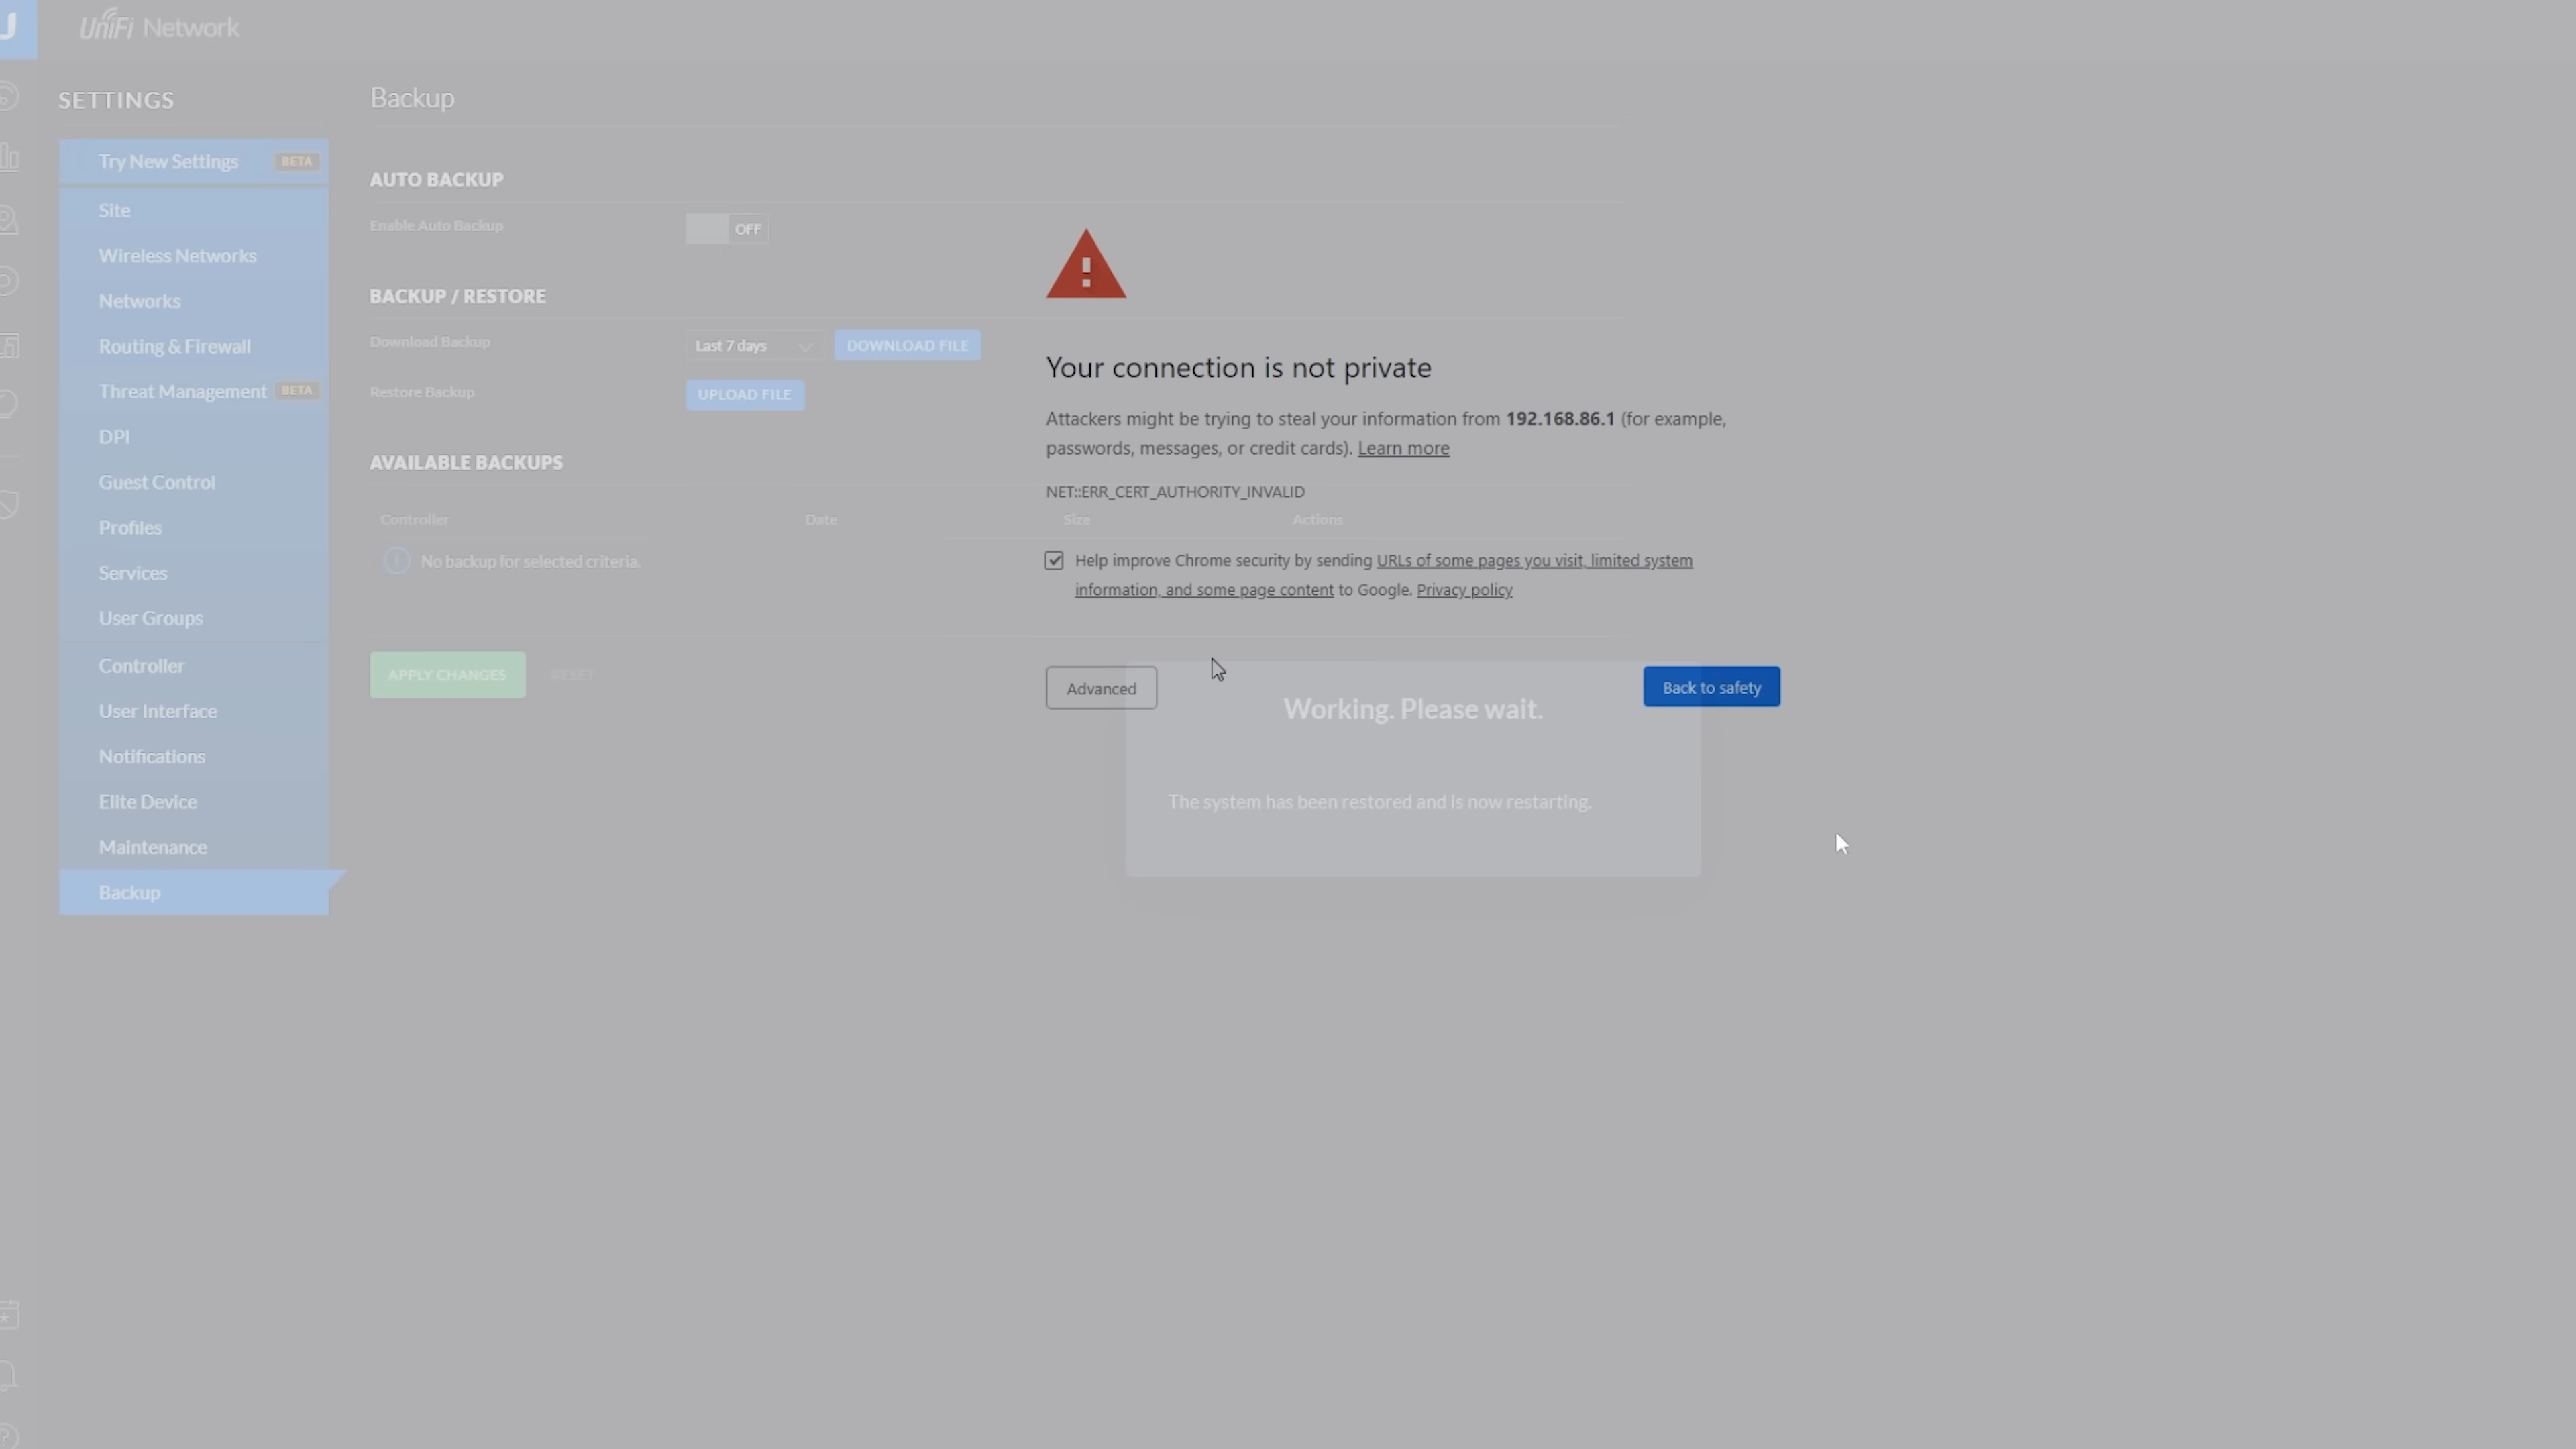 UniFi Network
SETTINGS
Try New Settings BETA
Site
Wireless Networks
Networks
Routing & Firewall
Threat Management BETA
DPI
Guest Control
Profiles
Services
User Groups
Controller
User Interface
Notifications
Elite Device
Maintenance
Backup
Backup
AUTO BACKUP
Enable Auto Backup
OFF
BACKUP / RESTORE
Download Backup
Last 7 days
DOWNLOAD FILE
Restore Backup
UPLOAD FILE
AVAILABLE BACKUPS
Controller Date Size Actions
No backup for selected criteria.
APPLY CHANGES
RESET
Your connection is not private
Attackers might be trying to steal your information from 192.168.86.1 (for example,
passwords, messages, or credit cards). Learn more
NET::ERR_CERT_AUTHORITY_INVALID
Help improve Chrome security by sending URLs of some pages you visit, limited system
information, and some page content to Google. Privacy policy
Advanced
Back to safety
Working. Please wait.
The system has been restored and is now restarting.